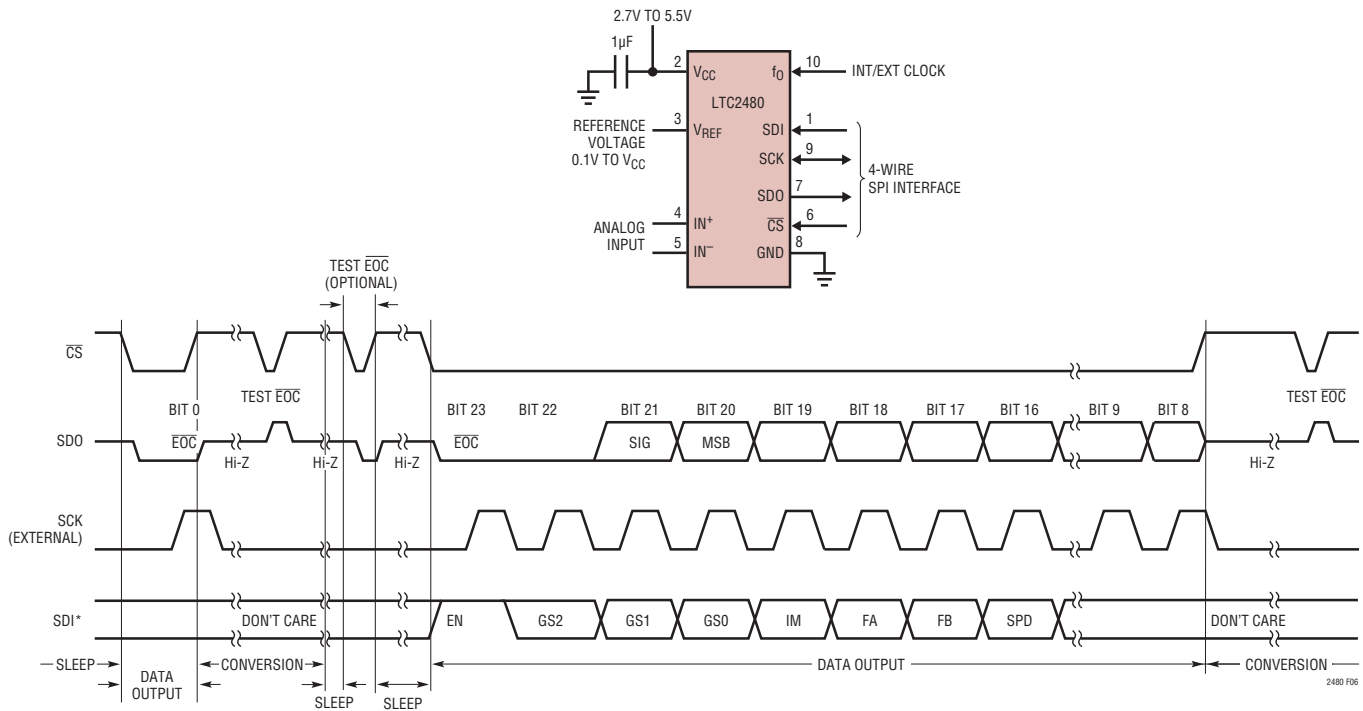 2.7V TO 5.5V
1µF
2
VCC
fO
10
INT/EXT CLOCK
LTC2480
REFERENCE
VOLTAGE
0.1V TO VCC
3
VREF
SDI
1
SCK
9
SDO
7
CS
6
4-WIRE
SPI INTERFACE
ANALOG
INPUT
4
IN+
5
IN–
GND
8
TEST EOC
(OPTIONAL)
CS
TEST EOC
TEST EOC
BIT 0
BIT 23
BIT 22
BIT 21
BIT 20
BIT 19
BIT 18
BIT 17
BIT 16
BIT 9
BIT 8
SDO
EOC
Hi-Z
Hi-Z
Hi-Z
EOC
SIG
MSB
Hi-Z
SCK
(EXTERNAL)
SDI*
DON'T CARE
EN
GS2
GS1
GS0
IM
FA
FB
SPD
DON'T CARE
SLEEP
DATA
OUTPUT
CONVERSION
SLEEP
SLEEP
DATA OUTPUT
CONVERSION
2480 F06